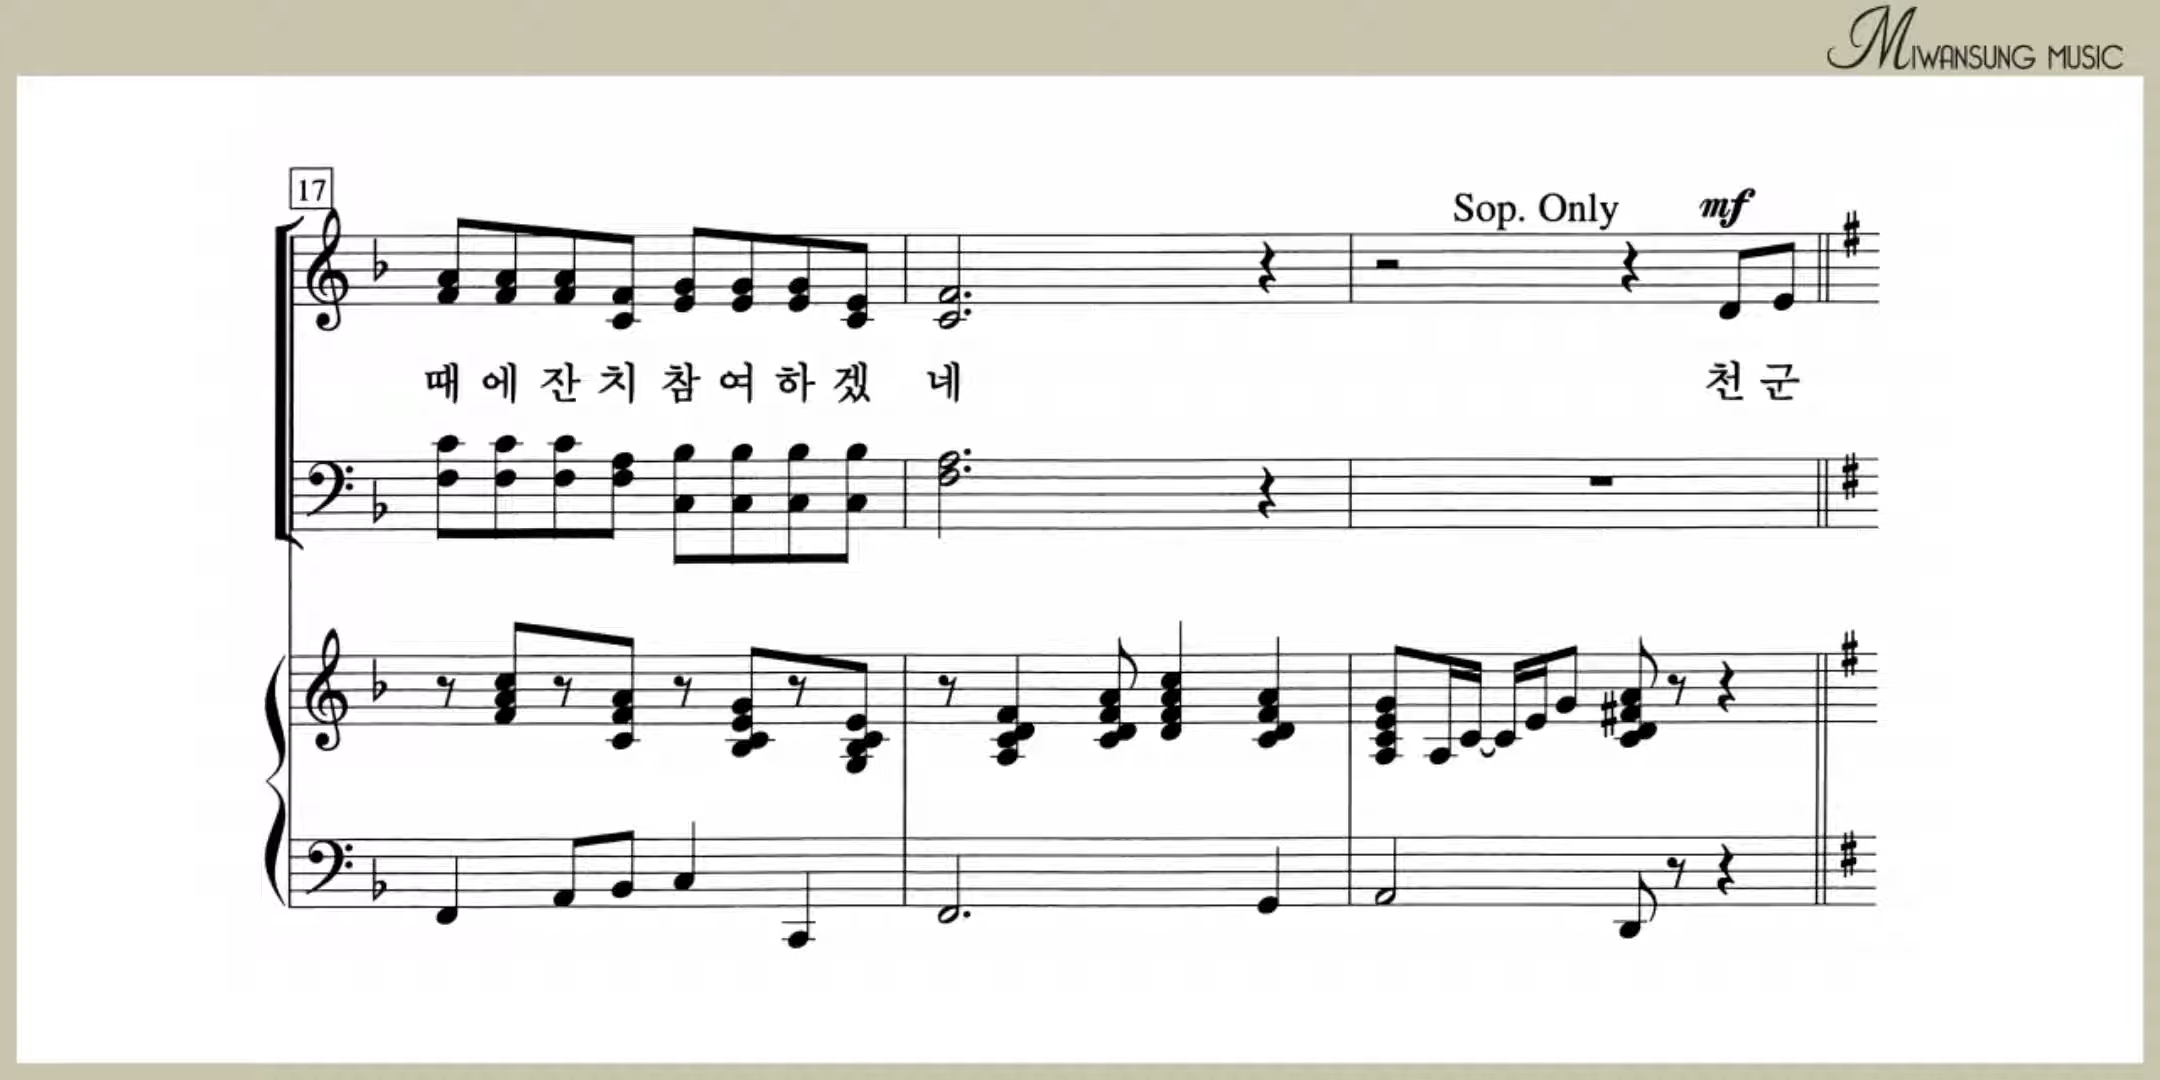 MIWANSUNG MUSIC
17
Sop. Only mf
때 에 잔 치 참 여 하 겠 네 천 군